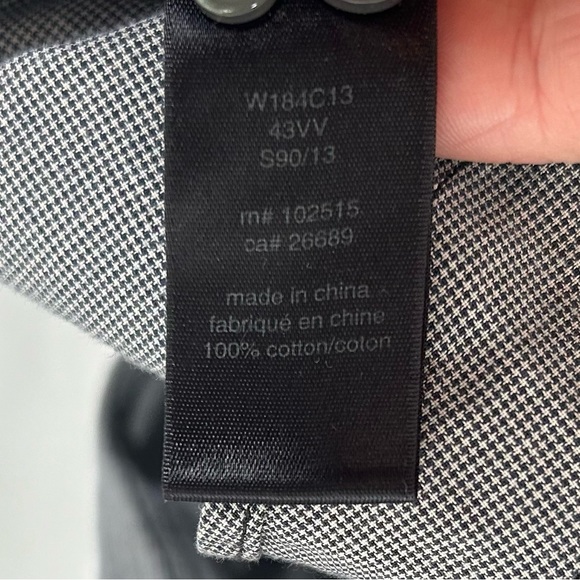 W184C13
43VV
S90/13
rn# 102515
ca# 26689
made in china
fabriqué en chine
100% cotton/coton